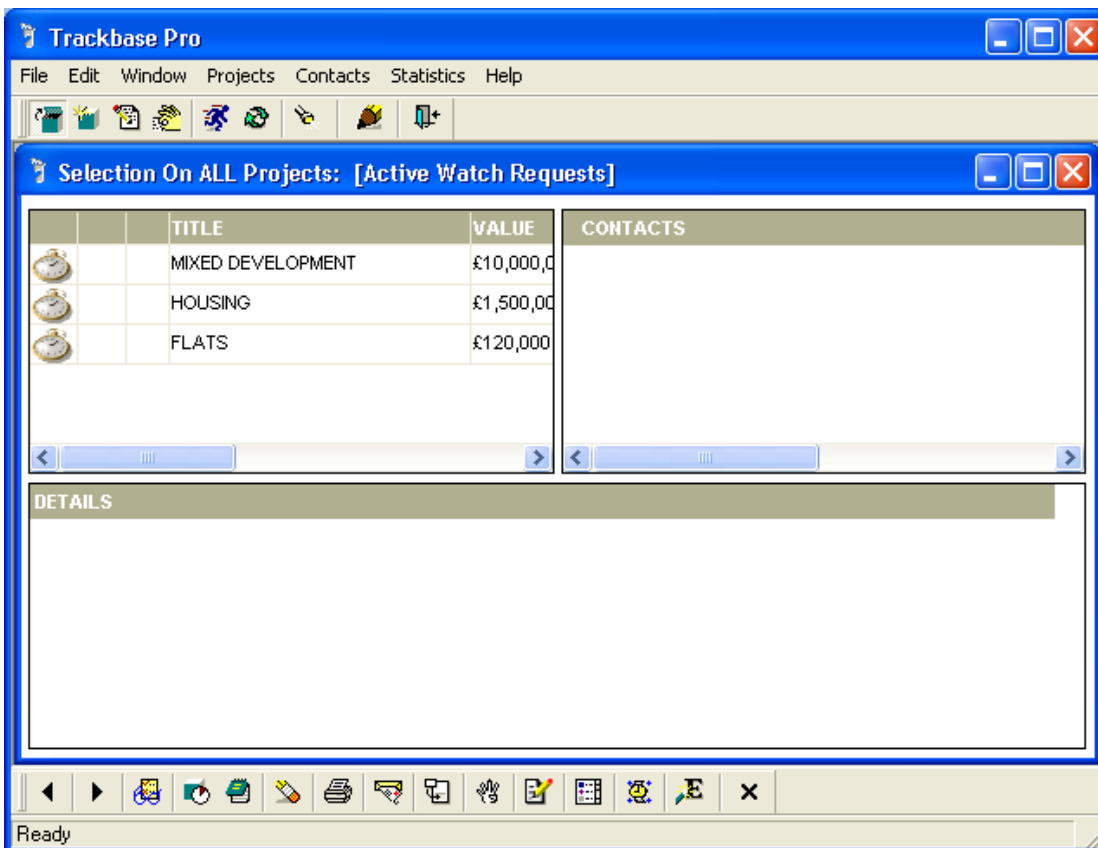 Trackbase Pro
File Edit Window Projects Contacts Statistics Help
Selection On ALL Projects: [Active Watch Requests]
TITLE VALUE CONTACTS
MIXED DEVELOPMENT £10,000,0
HOUSING £1,500,00
FLATS £120,000
DETAILS
E
Ready